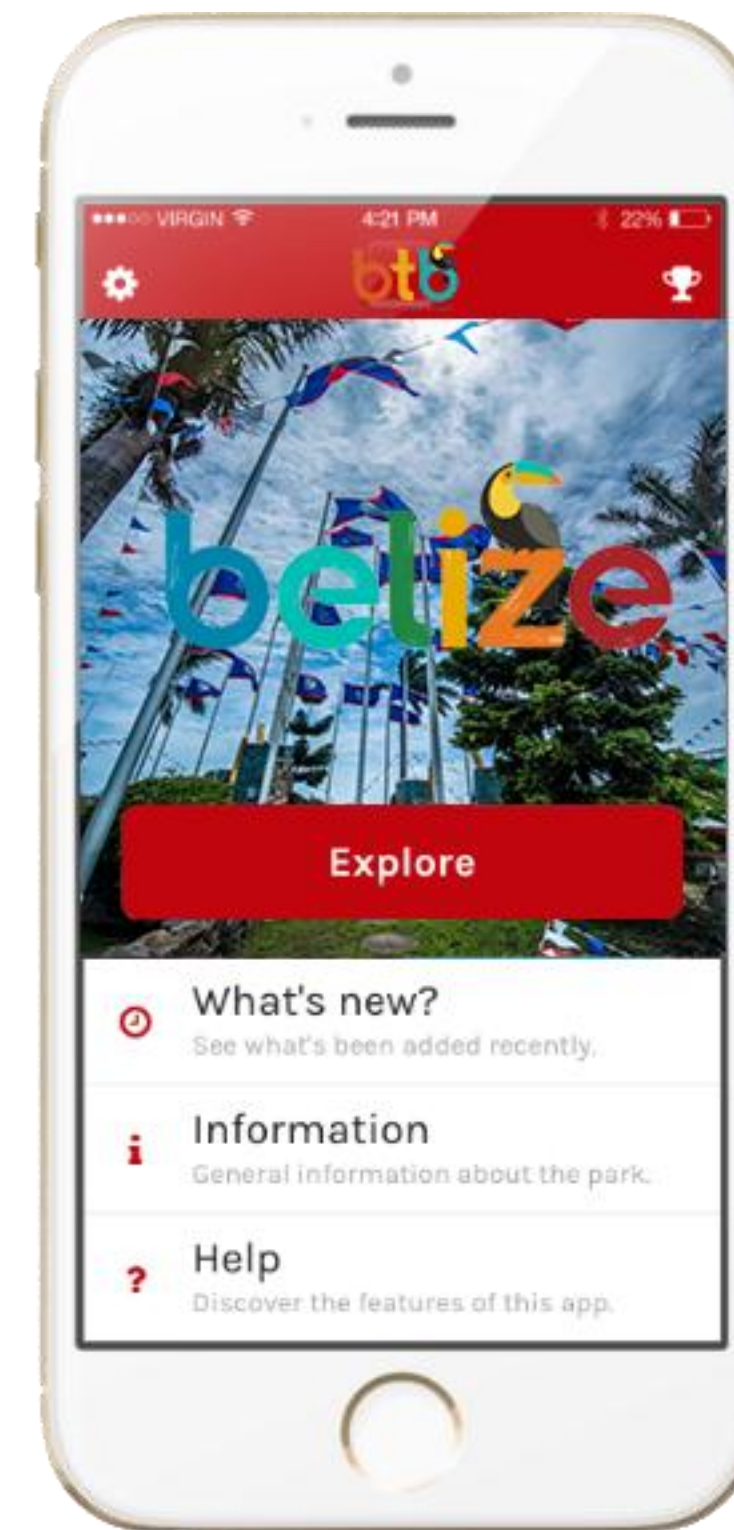 VIRGIN 4:21 PM 22%
btb
belize
Explore
What's new?
See what's been added recently.
Information
General information about the park.
Help
Discover the features of this app.